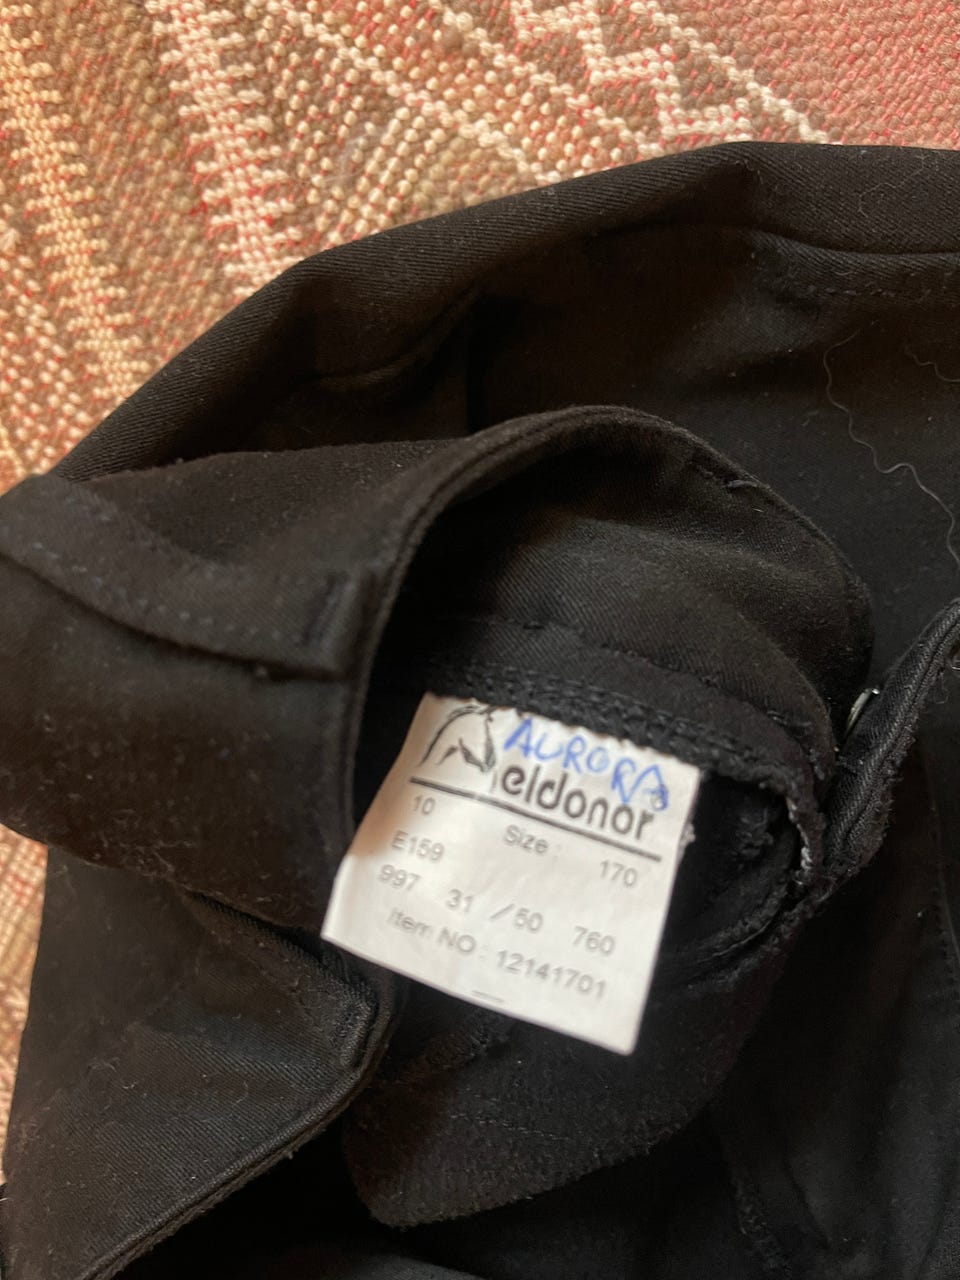 AURORA
eldonor
10 Size: 170
E159
997 31 / 50 760
Item NO : 12141701